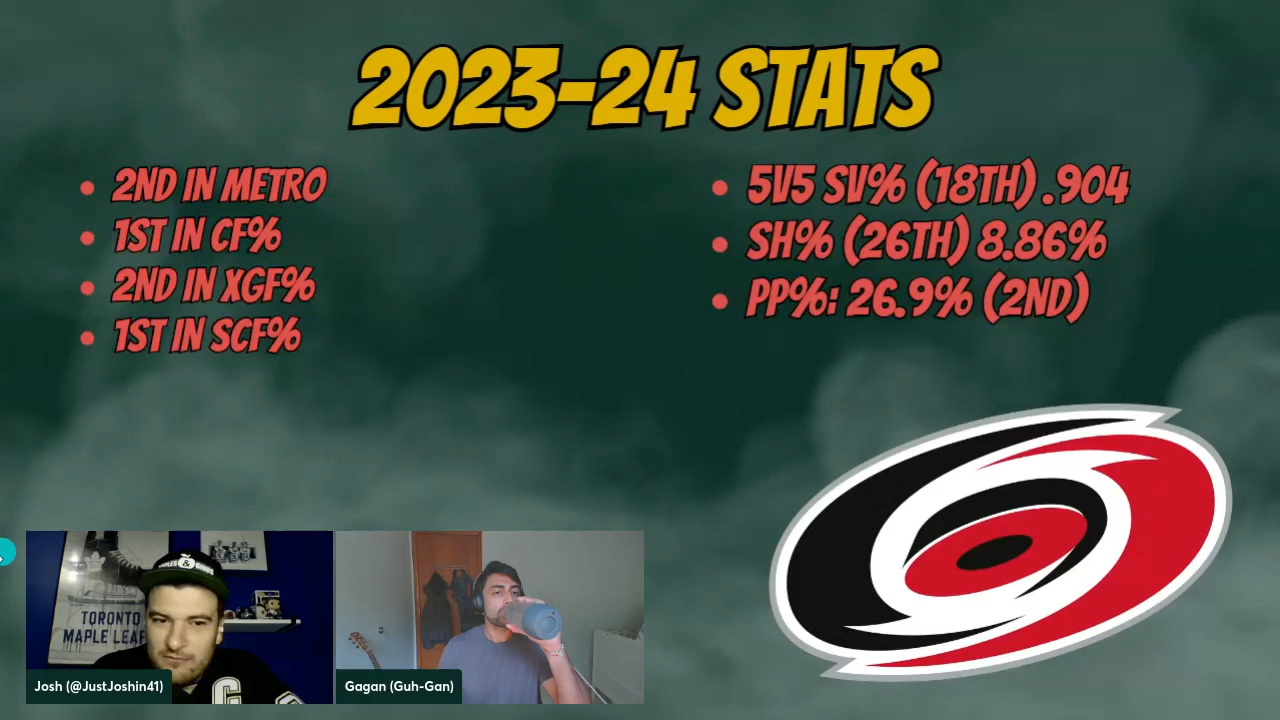 2023-24 STATS
2ND IN METRO
1ST IN CF%
2ND IN XGF%
1ST IN SCF%
5V5 SV% (18TH) .904
SH% (26TH) 8.86%
PP%: 26.9% (2ND)
TORONTO
MAPLE LEAF
Josh (@JustJoshin41)
Gagan (Guh-Gan)